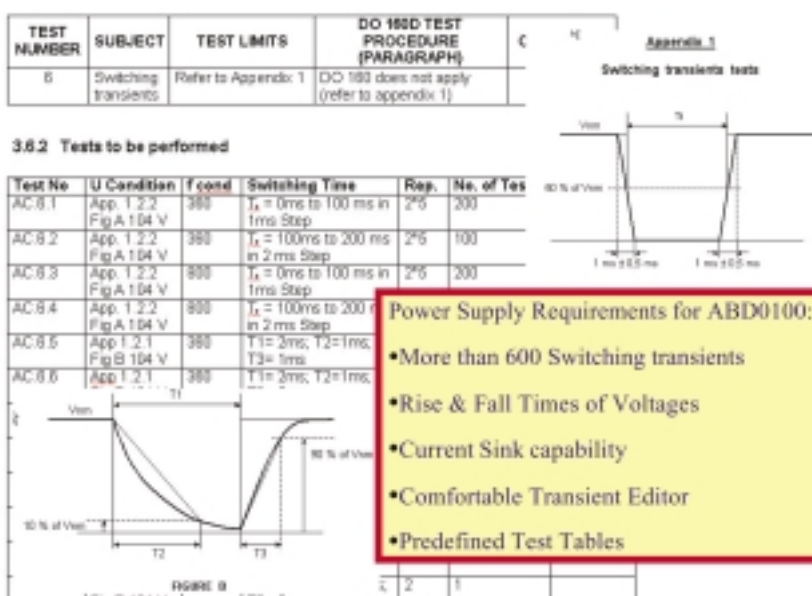 TEST NUMBER SUBJECT TEST LIMITS DO 160D TEST PROCEDURE (PARAGRAPH) C
6 Switching transients Refer to Appendix 1 DO 160 does not apply (refer to appendix 1)
3.6.2 Tests to be performed
Test No U Condition f cond Switching Time Rep. No. of Tes
AC.6.1 App. 1.2.2 Fig A 104 V 360 Tₛ = 0ms to 100 ms in 1ms Step 2*5 200
AC.6.2 App. 1.2.2 Fig A 104 V 360 Tₛ = 100ms to 200 ms in 2 ms Step 2*5 100
AC.6.3 App. 1.2.2 Fig A 104 V 800 Tₛ = 0ms to 100 ms in 1ms Step 2*5 200
AC.6.4 App. 1.2.2 Fig A 104 V 800 Tₛ = 100ms to 200 in 2 ms Step
AC.6.5 App 1.2.1 Fig B 104 V 360 T1= 2ms; T2=1ms, T3= 1ms
AC.6.6 App 1.2.1 360 T1= 2ms; T2=1ms,
Appendix 1
Switching transients tests
Vnom
Ts
1 ms ±0.5 ms 1 ms ±0.5 ms
Power Supply Requirements for ABD0100:
•More than 600 Switching transients
•Rise & Fall Times of Voltages
•Current Sink capability
•Comfortable Transient Editor
•Predefined Test Tables
T1
Vnom
90 % of Vnom
10 % of Vnom
T2 T3
FIGURE B
2 1